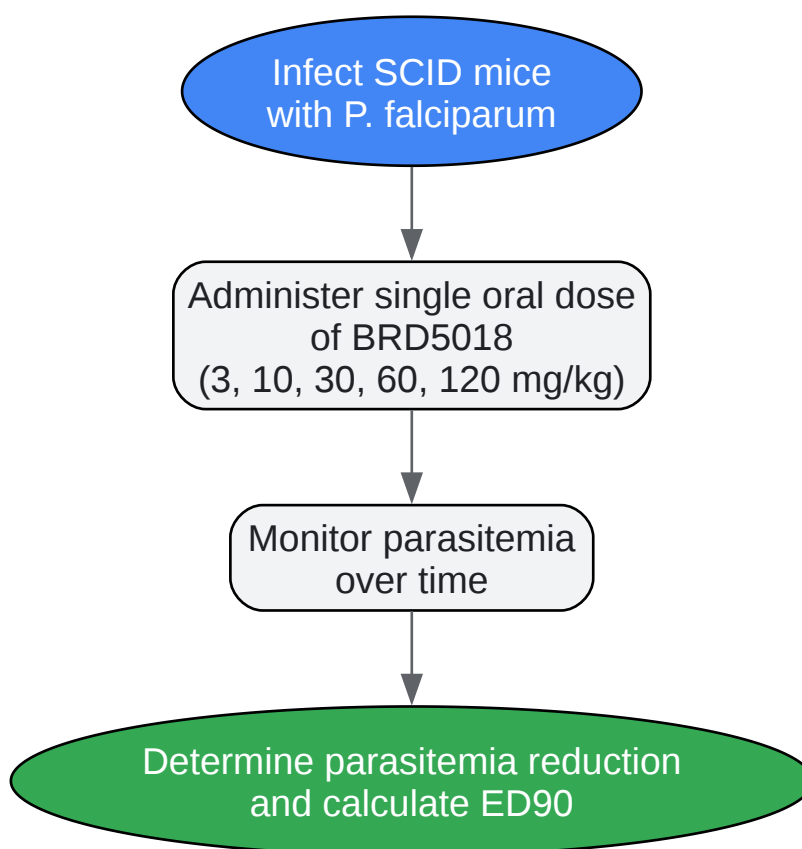 Infect SCID mice
with P. falciparum
Administer single oral dose
of BRD5018
(3, 10, 30, 60, 120 mg/kg)
Monitor parasitemia
over time
Determine parasitemia reduction
and calculate ED90